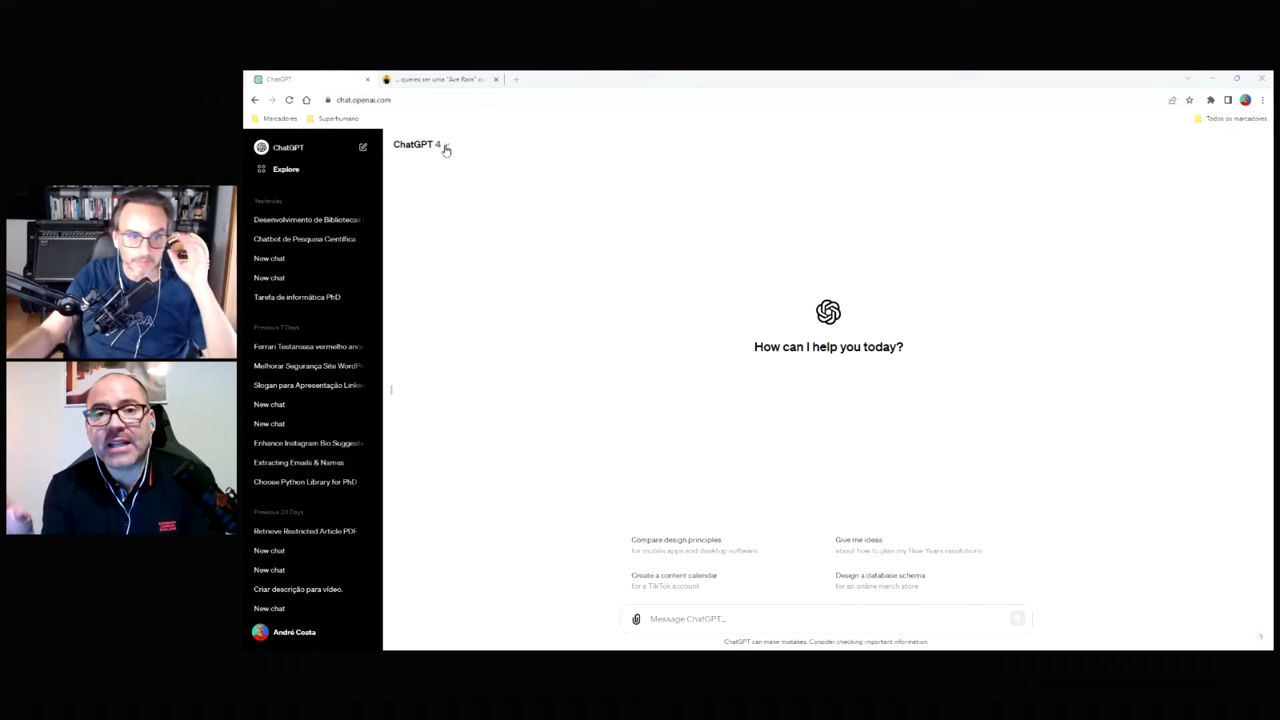 ChatGPT
... queres ser uma "Ave Rara" ou
chat.openai.com
Marcadores
Superhumano
Todos os marcadores
ChatGPT
Explore
Yesterday
Desenvolvimento de Bibliotecas
Chatbot de Pesquisa Científica
New chat
New chat
Tarefa de informática PhD
Previous 7 Days
Ferrari Testarossa vermelho ano
Melhorar Segurança Site WordPr
Slogan para Apresentação Linke
New chat
New chat
Enhance Instagram Bio Suggest
Extracting Emails & Names
Choose Python Library for PhD
Previous 30 Days
Retrieve Restricted Article PDF
New chat
New chat
Criar descrição para vídeo.
New chat
André Costa
ChatGPT 4
How can I help you today?
Compare design principles
for mobile apps and desktop software
Give me ideas
about how to plan my New Years resolutions
Create a content calendar
for a TikTok account
Design a database schema
for an online merch store
Message ChatGPT...
ChatGPT can make mistakes. Consider checking important information.
?